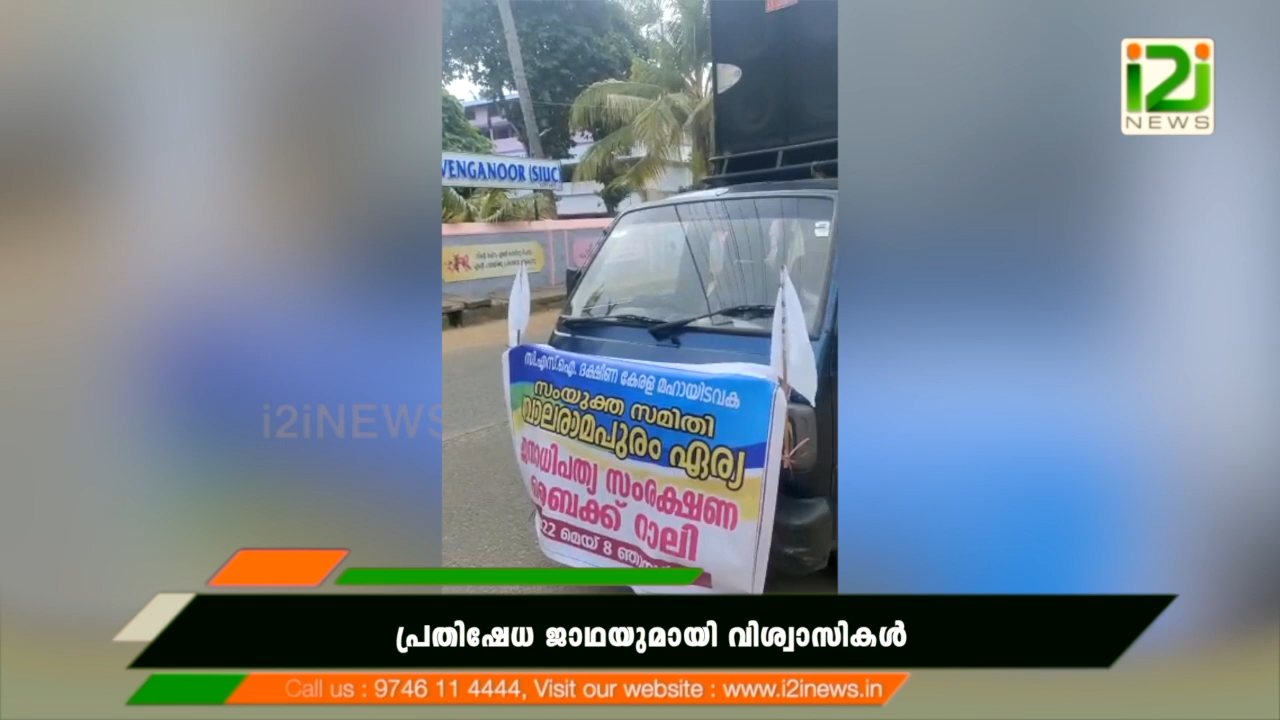 i2i
NEWS
VENGANOOR (SIUC
i2iNEWS
സി.എസ്.ഐ. ദക്ഷിണ കേരള മഹായിടവക
സംയുക്ത സമിതി
വാലരാമപുരം ഏര്യ
ജനാധിപത്യ സംരക്ഷണ
ബൈക്ക് റാലി
22 മെയ് 8
പ്രതിഷേധ ജാഥയുമായി വിശ്വാസികൾ
Call us : 9746 11 4444, Visit our website : www.i2inews.in